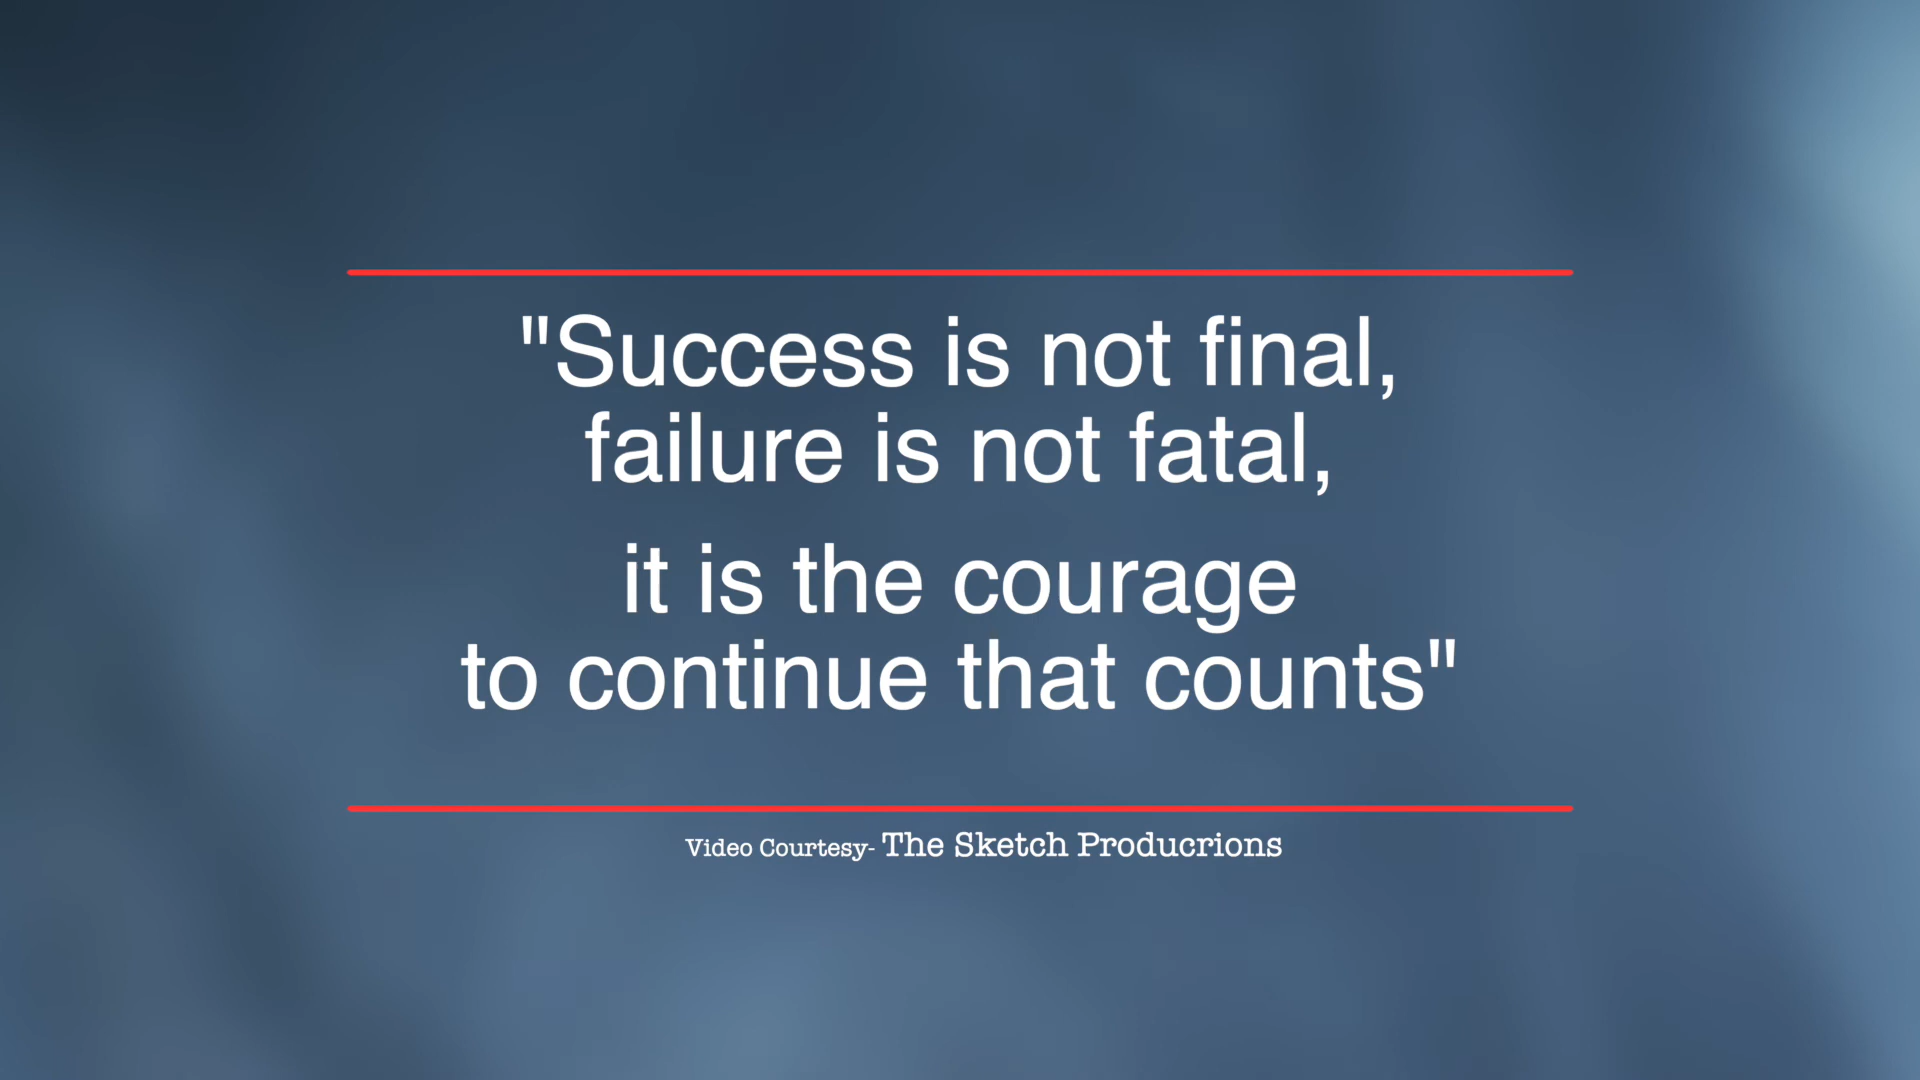 "Success is not final,
failure is not fatal,
it is the courage
to continue that counts"
Video Courtesy- The Sketch Producrions